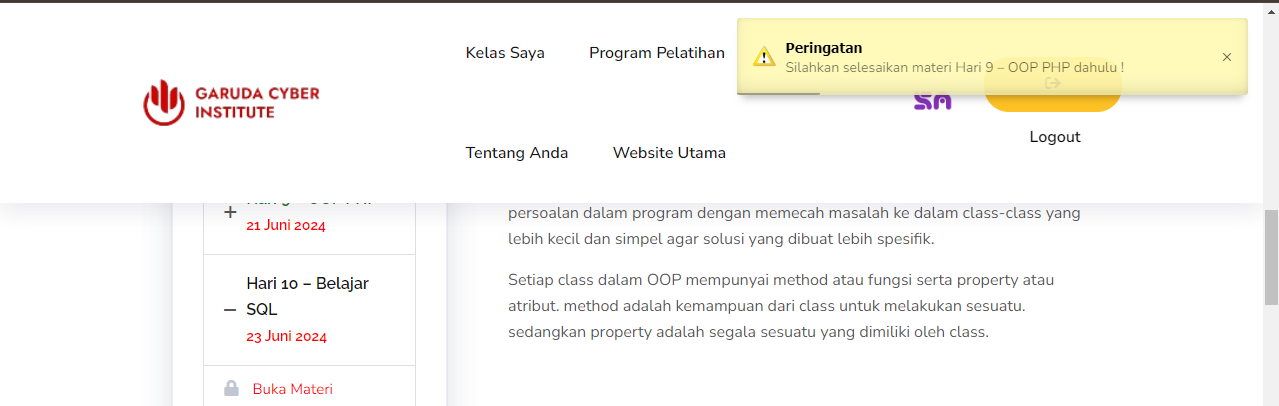 Kelas Saya
Program Pelatihan
Peringatan
Silahkan selesaikan materi Hari 9 – OOP PHP dahulu !
GARUDA CYBER
INSTITUTE
SA
Logout
Tentang Anda
Website Utama
21 Juni 2024
Hari 10 – Belajar
SQL
23 Juni 2024
Buka Materi
persoalan dalam program dengan memecah masalah ke dalam class-class yang
lebih kecil dan simpel agar solusi yang dibuat lebih spesifik.
Setiap class dalam OOP mempunyai method atau fungsi serta property atau
atribut. method adalah kemampuan dari class untuk melakukan sesuatu.
sedangkan property adalah segala sesuatu yang dimiliki oleh class.